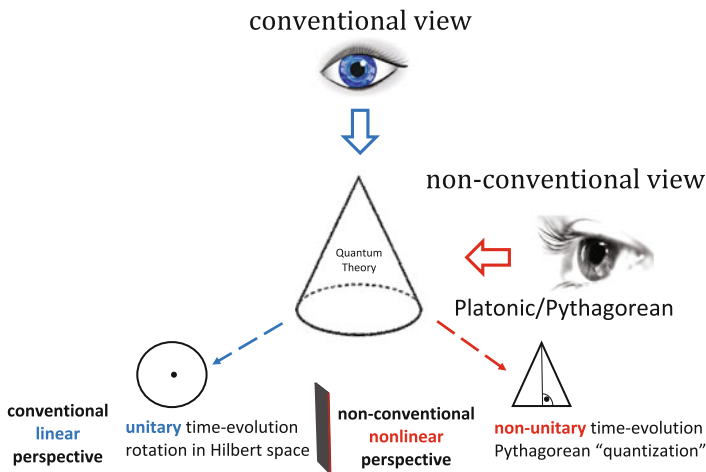 conventional view
non-conventional view
Quantum
Theory
Platonic/Pythagorean
conventional
linear
perspective
unitary time-evolution
rotation in Hilbert space
non-conventional
nonlinear
perspective
non-unitary time-evolution
Pythagorean “quantization”